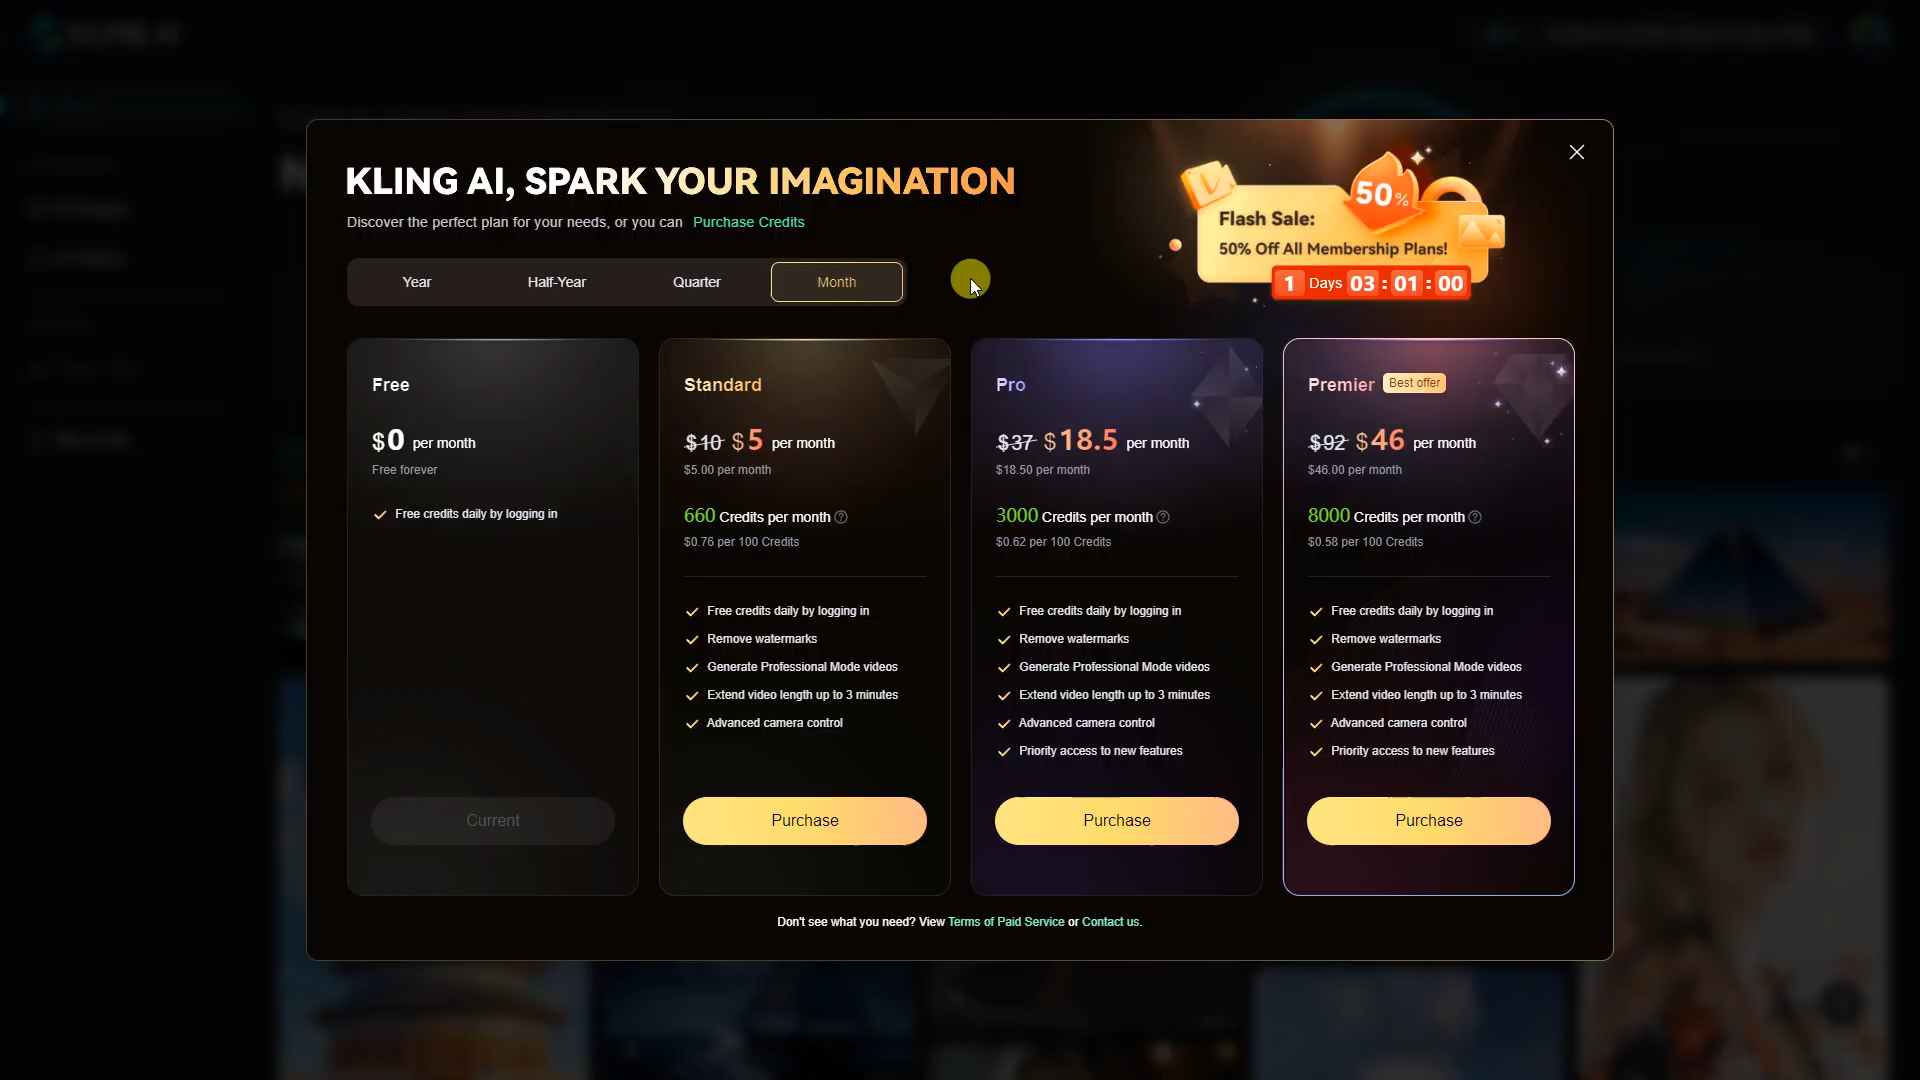 KLING AI, SPARK YOUR IMAGINATION
Discover the perfect plan for your needs, or you can Purchase Credits
Flash Sale:
50%
50% Off All Membership Plans!
1 Days 03 : 01 : 00
Year Half-Year Quarter Month
Free
$0 per month
Free forever
Free credits daily by logging in
Current
Standard
$10 $5 per month
$5.00 per month
660 Credits per month ?
$0.76 per 100 Credits
Free credits daily by logging in
Remove watermarks
Generate Professional Mode videos
Extend video length up to 3 minutes
Advanced camera control
Purchase
Pro
$37 $18.5 per month
$18.50 per month
3000 Credits per month ?
$0.62 per 100 Credits
Free credits daily by logging in
Remove watermarks
Generate Professional Mode videos
Extend video length up to 3 minutes
Advanced camera control
Priority access to new features
Purchase
Premier Best offer
$92 $46 per month
$46.00 per month
8000 Credits per month ?
$0.58 per 100 Credits
Free credits daily by logging in
Remove watermarks
Generate Professional Mode videos
Extend video length up to 3 minutes
Advanced camera control
Priority access to new features
Purchase
Don't see what you need? View Terms of Paid Service or Contact us.